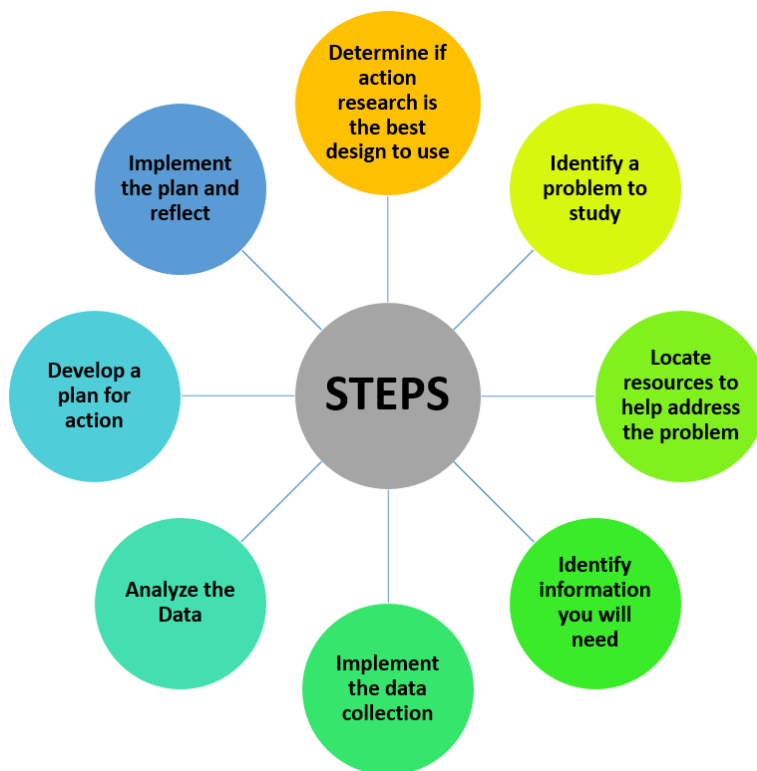 Determine if
action
research is
the best
design to use
Identify a
problem to
study
Locate
resources to
help address
the problem
Identify
information
you will
need
Implement
the data
collection
Analyze the
Data
Develop a
plan for
action
Implement
the plan and
reflect
STEPS